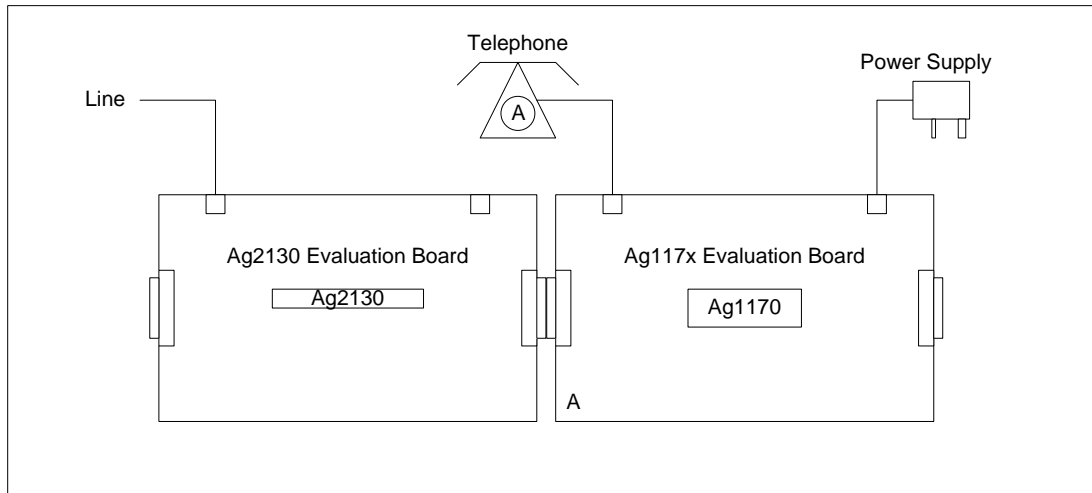 Telephone
Power Supply
Line
A
Ag2130 Evaluation Board
Ag117x Evaluation Board
Ag2130
Ag1170
A